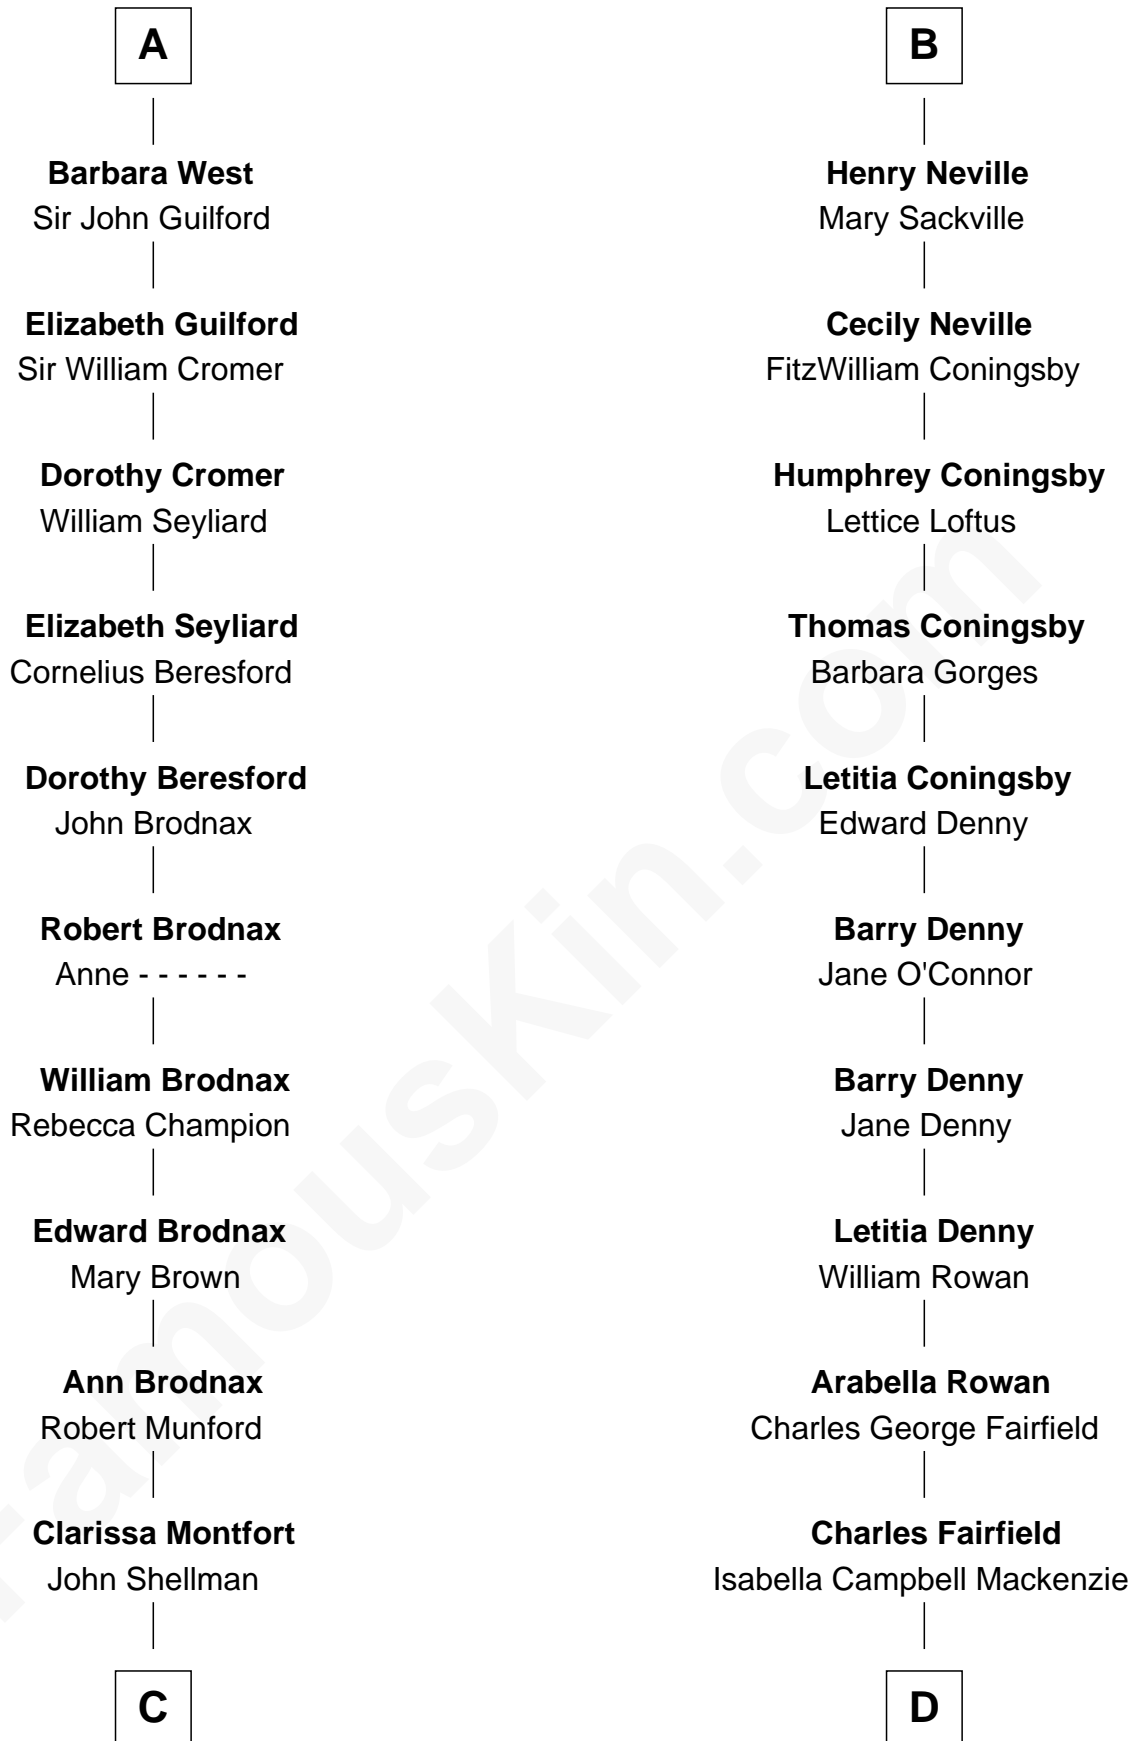 A
Barbara West
Sir John Guilford
Elizabeth Guilford
Sir William Cromer
Dorothy Cromer
William Seyliard
Elizabeth Seyliard
Cornelius Beresford
Dorothy Beresford
John Brodnax
Robert Brodnax
Anne - - - - - -
William Brodnax
Rebecca Champion
Edward Brodnax
Mary Brown
Ann Brodnax
Robert Munford
Clarissa Montfort
John Shellman
C
B
Henry Neville
Mary Sackville
Cecily Neville
FitzWilliam Coningsby
Humphrey Coningsby
Lettice Loftus
Thomas Coningsby
Barbara Gorges
Letitia Coningsby
Edward Denny
Barry Denny
Jane O'Connor
Barry Denny
Jane Denny
Letitia Denny
William Rowan
Arabella Rowan
Charles George Fairfield
Charles Fairfield
Isabella Campbell Mackenzie
D
FamousKin.com